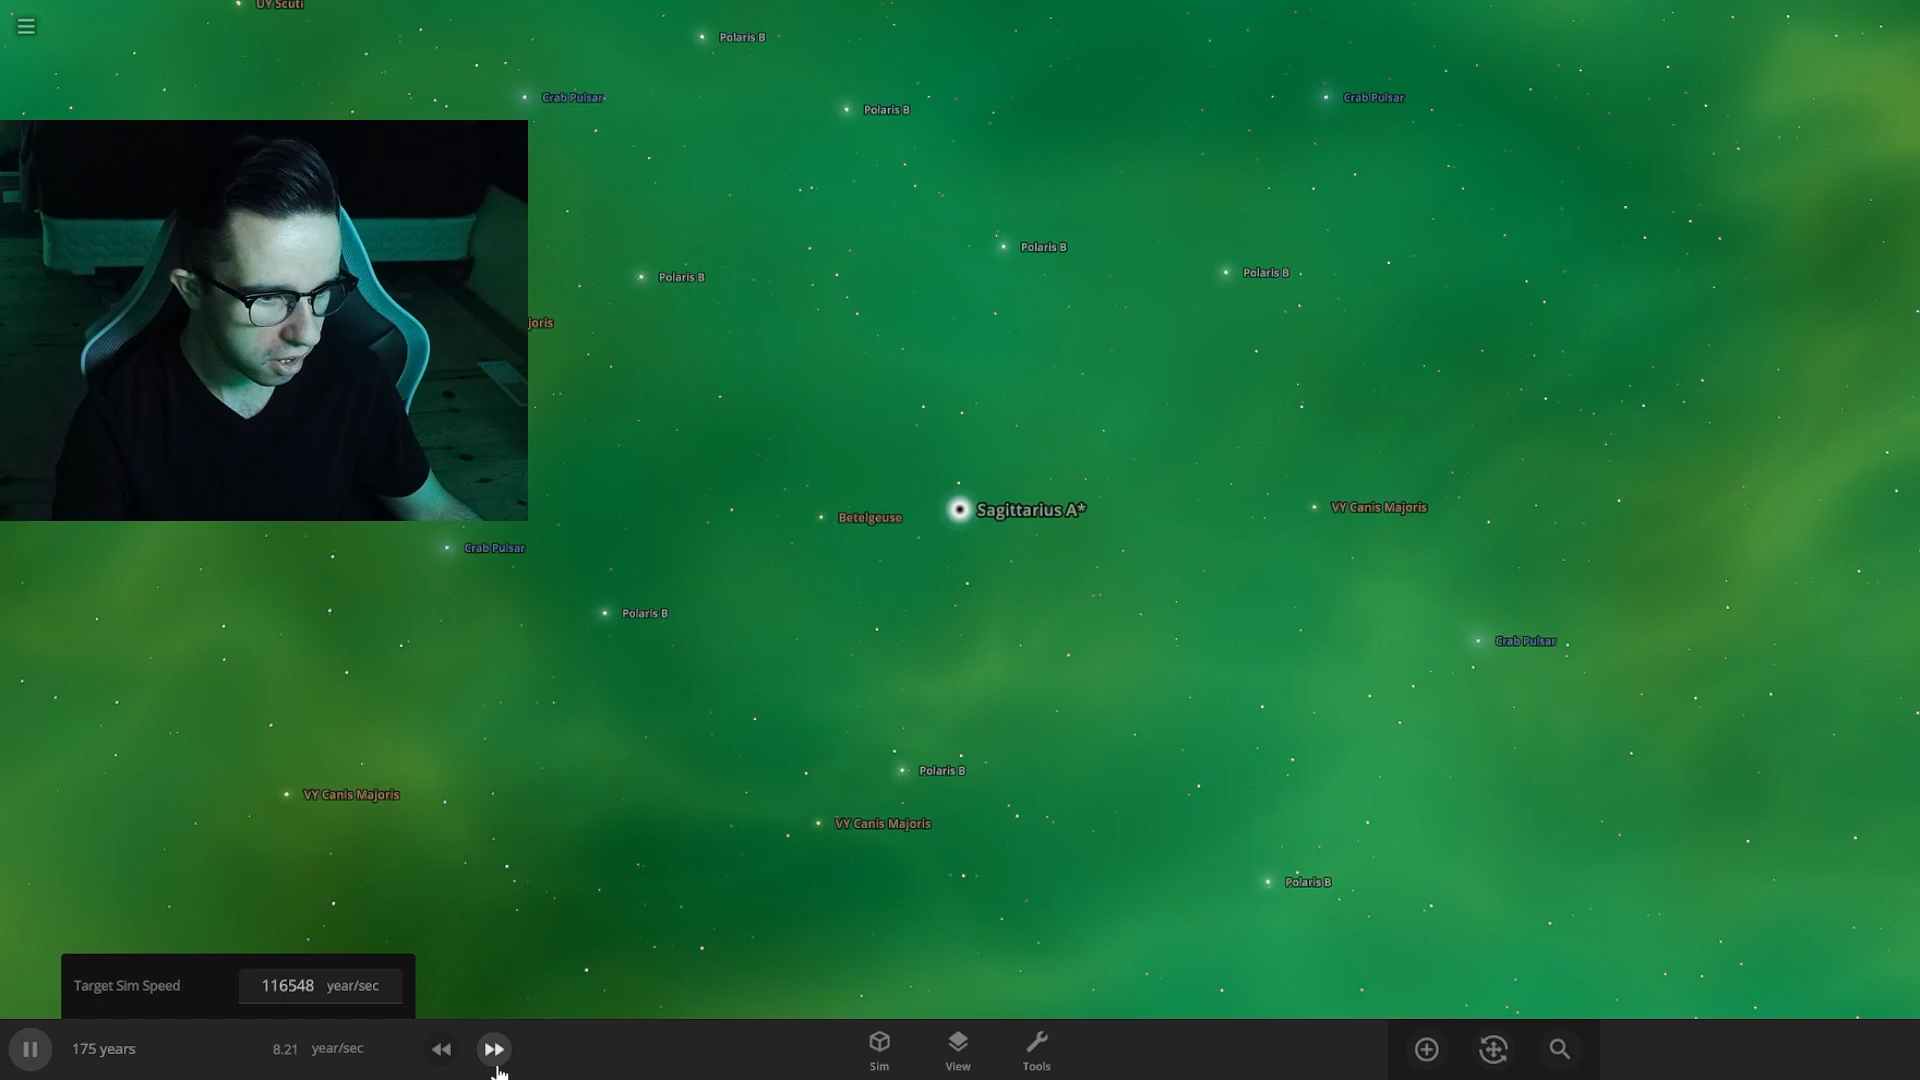 UY Scuti
Polaris B
Crab Pulsar
Crab Pulsar
Polaris B
Polaris B
Polaris B
Polaris B
joris
Betelgeuse
Sagittarius A*
VY Canis Majoris
Crab Pulsar
Polaris B
Crab Pulsar
Polaris B
VY Canis Majoris
VY Canis Majoris
Polaris B
Target Sim Speed 116548 year/sec
175 years 8.21 year/sec
Sim View Tools